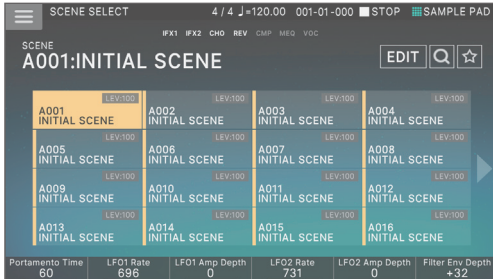 SCENE SELECT 4/4 ♩=120.00 001-01-000 STOP SAMPLE PAD
IFX1 IFX2 CHO REV CMP MEQ VOC
SCENE
A001:INITIAL SCENE EDIT
LEV:100 LEV:100 LEV:100 LEV:100
A001 A002 A003 A004
INITIAL SCENE INITIAL SCENE INITIAL SCENE INITIAL SCENE
LEV:100 LEV:100 LEV:100 LEV:100
A005 A006 A007 A008
INITIAL SCENE INITIAL SCENE INITIAL SCENE INITIAL SCENE
LEV:100 LEV:100 LEV:100 LEV:100
A009 A010 A011 A012
INITIAL SCENE INITIAL SCENE INITIAL SCENE INITIAL SCENE
LEV:100 LEV:100 LEV:100 LEV:100
A013 A014 A015 A016
INITIAL SCENE INITIAL SCENE INITIAL SCENE INITIAL SCENE
Portamento Time LFO1 Rate LFO1 Amp Depth LFO2 Rate LFO2 Amp Depth Filter Env Depth
60 696 0 731 0 +32